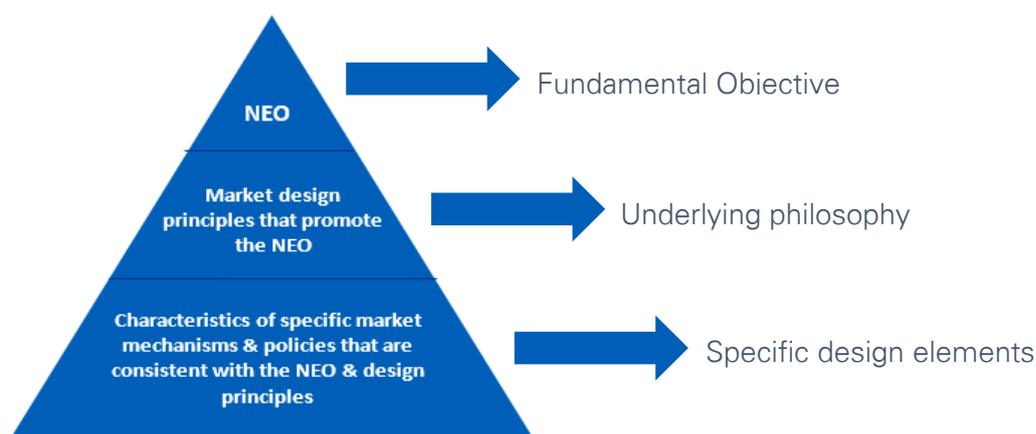 NEO
Fundamental Objective
Market design
principles that promote
the NEO
Underlying philosophy
Characteristics of specific market
mechanisms & policies that are
consistent with the NEO & design
principles
Specific design elements